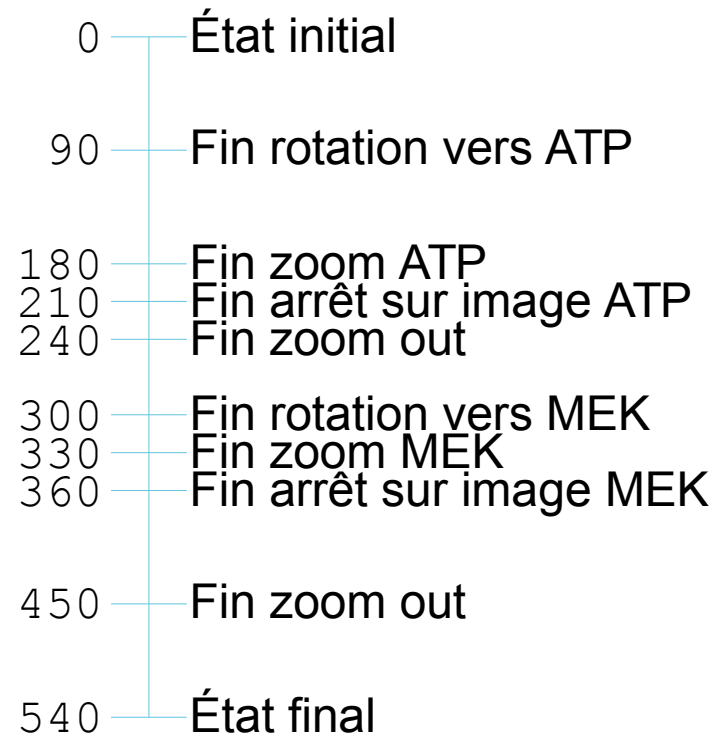 0 État initial
90 Fin rotation vers ATP
180 Fin zoom ATP
210 Fin arrêt sur image ATP
240 Fin zoom out
300 Fin rotation vers MEK
330 Fin zoom MEK
360 Fin arrêt sur image MEK
450 Fin zoom out
540 État final